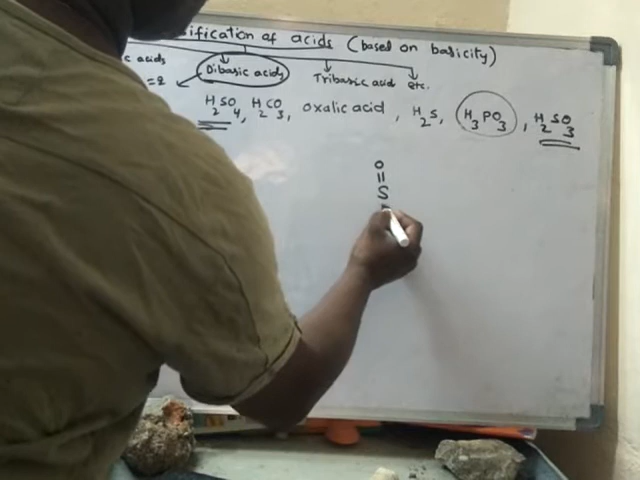 sification of acids (based on basicity)
c acids Dibasic acids Tribasic acid etc.
=2
H2SO4, H2CO3, oxalic acid, H2S, H3PO3, H2SO3
O
S